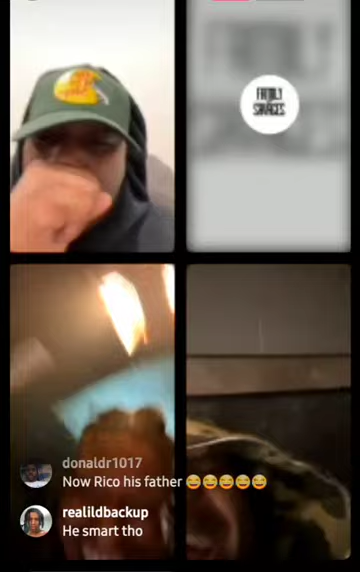 FAMILY
SAVAGES
donaldr1017
Now Rico his father 😂😂😂😂😂
realildbackup
He smart tho